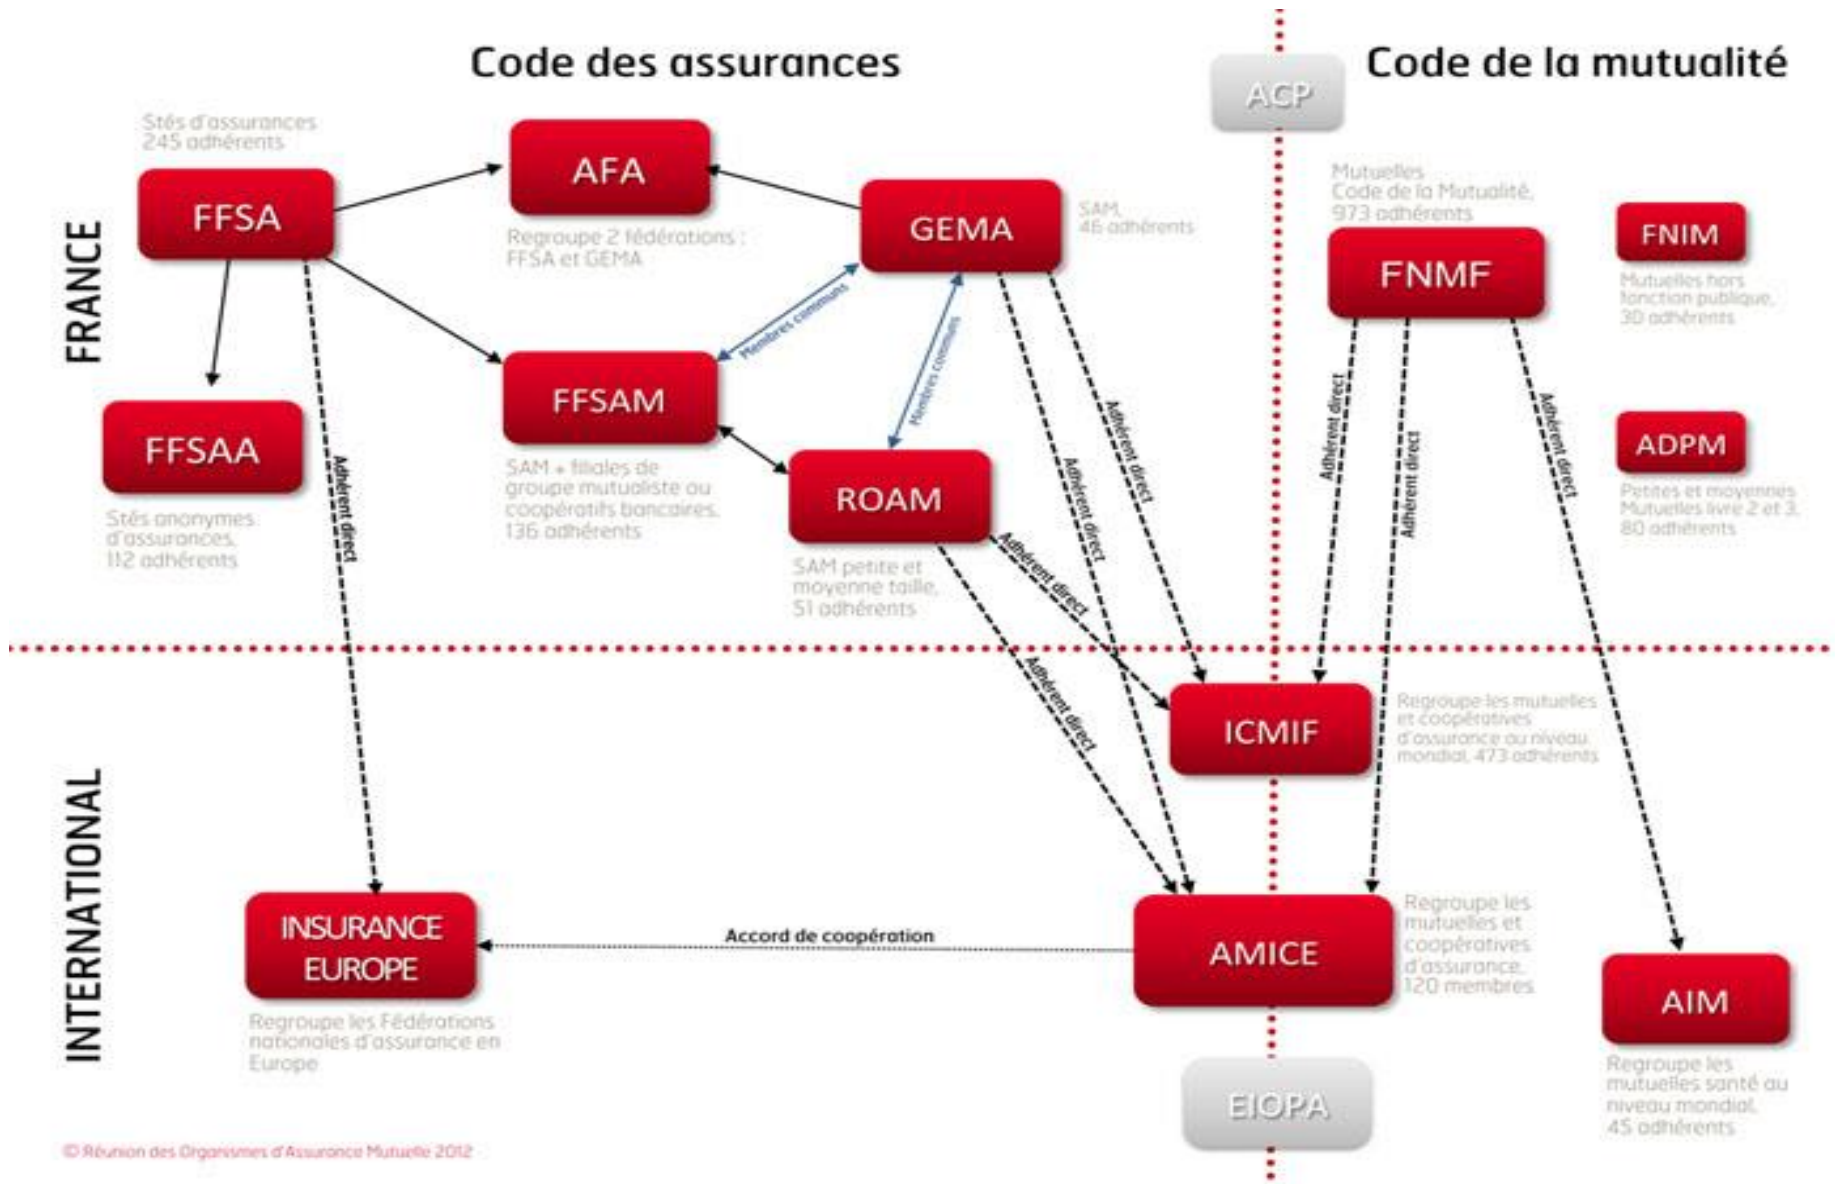 Code des assurances
Code de la mutualité
ACP
Stés d'assurances
245 adhérents
FFSA
AFA
Regroupe 2 fédérations :
FFSA et GEMA
GEMA
SAM,
46 adhérents
Mutuelles
Code de la Mutualité,
973 adhérents
FNMF
FNIM
Mutuelles hors
fonction publique,
30 adhérents
FRANCE
Membres communs
Membres communs
FFSAM
SAM + filiales de
groupe mutualiste ou
coopératifs bancaires,
136 adhérents
FFSAA
Stés anonymes
d'assurances,
112 adhérents
ROAM
SAM petite et
moyenne taille,
51 adhérents
ADPM
Petites et moyennes
Mutuelles livre 2 et 3,
80 adhérents
Adhérent direct
Adhérent direct
Adhérent direct
Adhérent direct
Adhérent direct
Adhérent direct
Adhérent direct
Adhérent direct
INTERNATIONAL
ICMIF
Regroupe les mutuelles
et coopératives
d'assurance au niveau
mondial, 473 adhérents
INSURANCE
EUROPE
Regroupe les Fédérations
nationales d'assurance en
Europe
Accord de coopération
AMICE
Regroupe les
mutuelles et
coopératives
d'assurance,
120 membres
AIM
Regroupe les
mutuelles santé au
niveau mondial,
45 adhérents
EIOPA
© Réunion des Organismes d'Assurance Mutuelle 2012